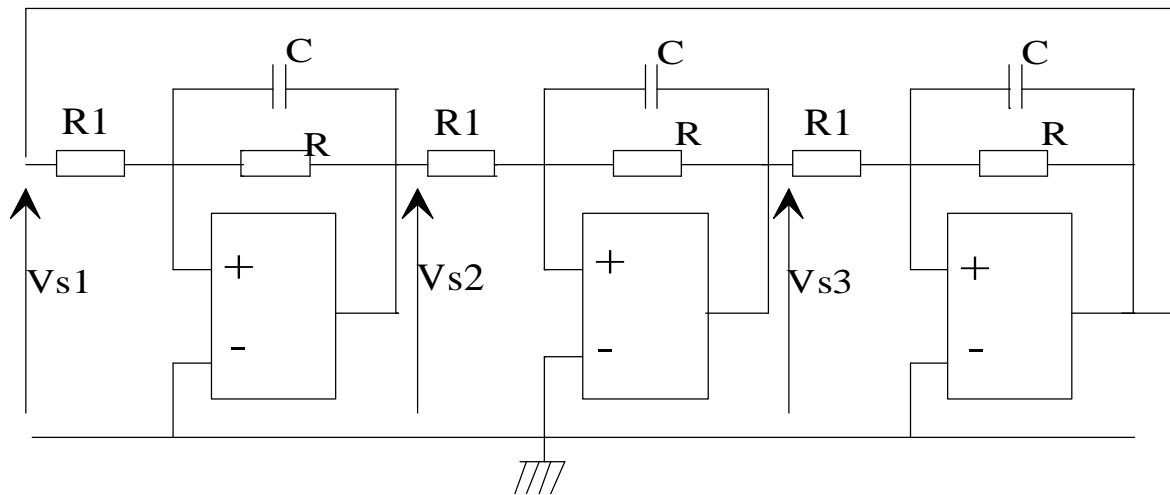 C C C
R1 R R1 R R1 R
Vs1 + Vs2 + Vs3 +
- - -